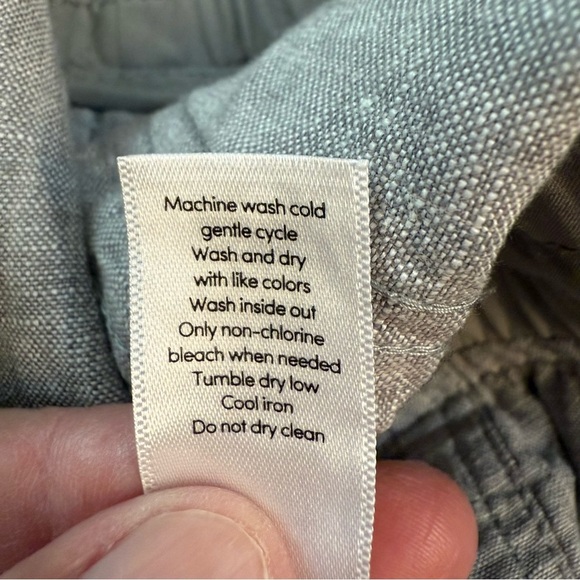 Machine wash cold
gentle cycle
Wash and dry
with like colors
Wash inside out
Only non-chlorine
bleach when needed
Tumble dry low
Cool iron
Do not dry clean